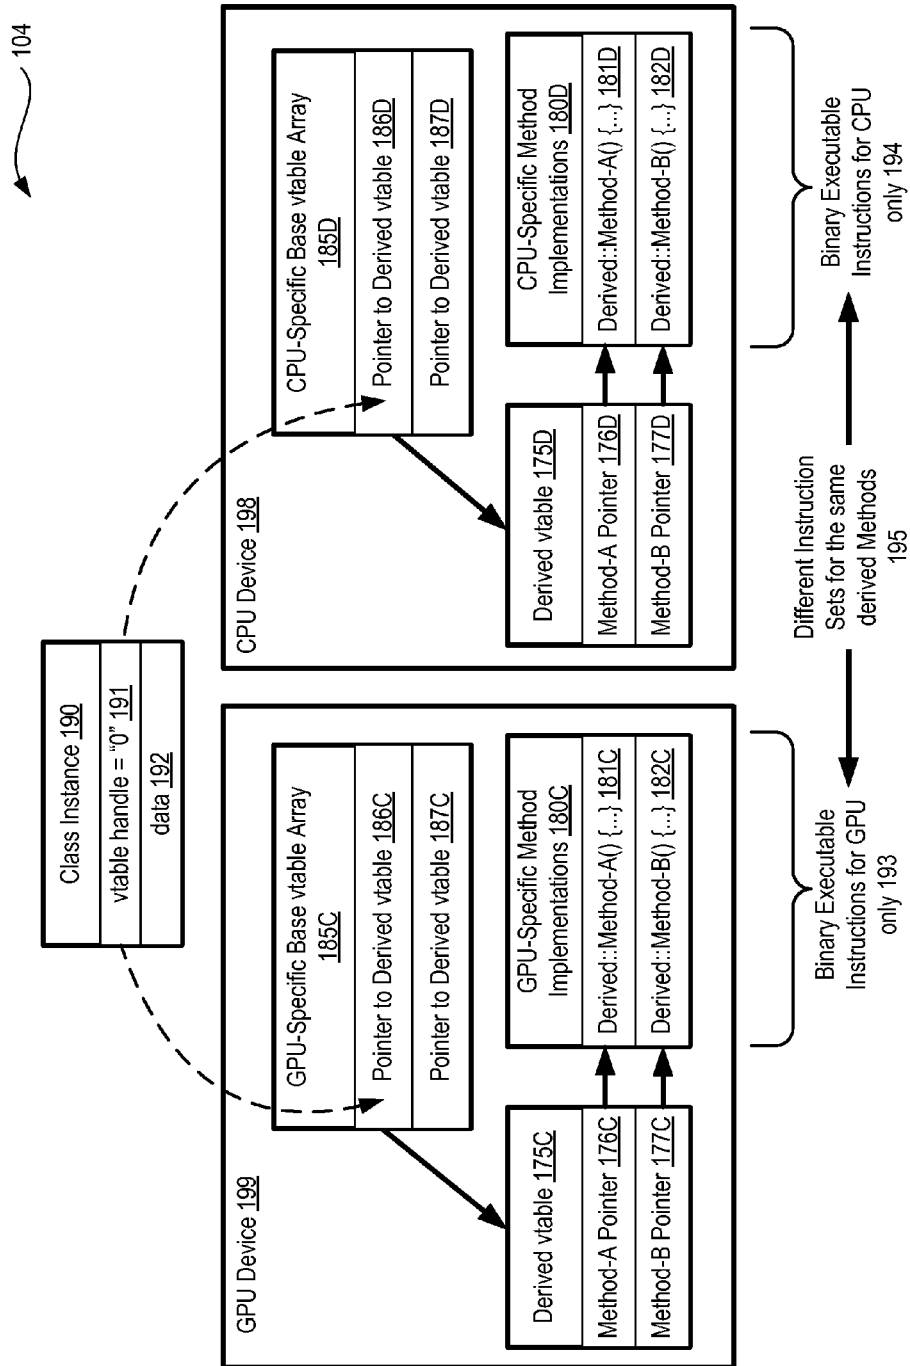 104
Class Instance 190
vtable handle = "0" 191
data 192
GPU Device 199
GPU-Specific Base vtable Array
185C
Pointer to Derived vtable 186C
Pointer to Derived vtable 187C
Derived vtable 175C
Method-A Pointer 176C
Method-B Pointer 177C
GPU-Specific Method
Implementations 180C
Derived::Method-A() {...} 181C
Derived::Method-B() {...} 182C
CPU Device 198
CPU-Specific Base vtable Array
185D
Pointer to Derived vtable 186D
Pointer to Derived vtable 187D
Derived vtable 175D
Method-A Pointer 176D
Method-B Pointer 177D
CPU-Specific Method
Implementations 180D
Derived::Method-A() {...} 181D
Derived::Method-B() {...} 182D
Binary Executable
Instructions for GPU
only 193
Different Instruction
Sets for the same
derived Methods
195
Binary Executable
Instructions for CPU
only 194